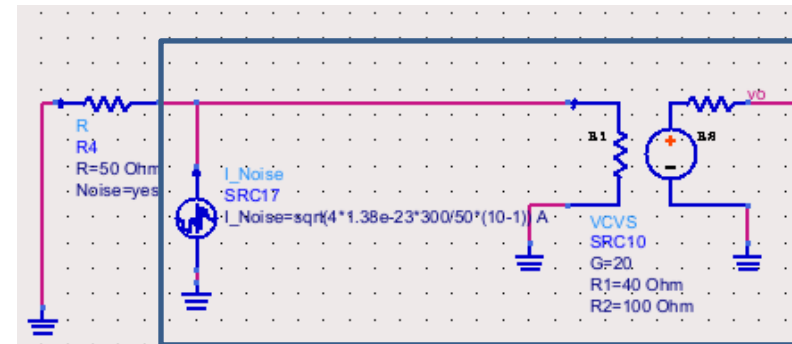 R
R4
R=50 Ohm
Noise=yes
I_Noise
SRC17
I_Noise=sqrt(4*1.38e-23*300/50*(10-1)) A
R1
R2
vo
VCVS
SRC10
G=20.
R1=40 Ohm
R2=100 Ohm